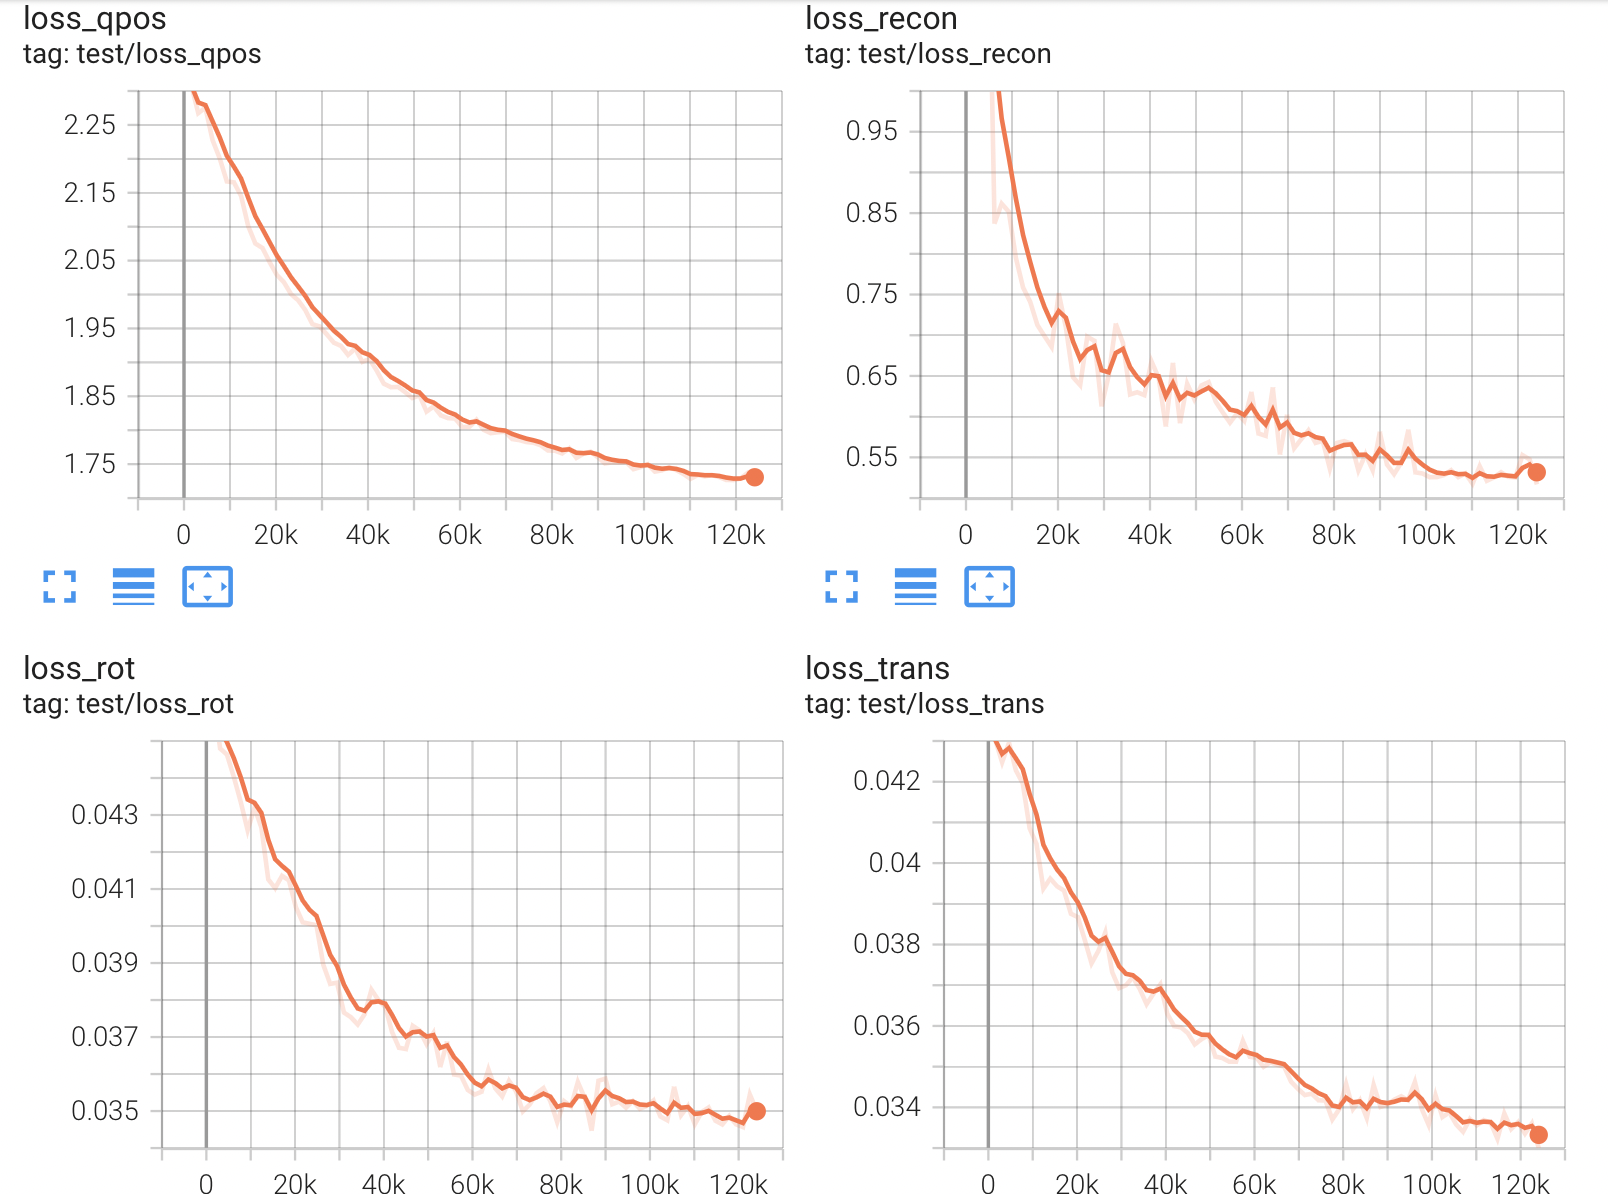 loss_qpos
tag: test/loss_qpos
2.25
2.15
2.05
1.95
1.85
1.75
0 20k 40k 60k 80k 100k 120k
loss_recon
tag: test/loss_recon
0.95
0.85
0.75
0.65
0.55
0 20k 40k 60k 80k 100k 120k
loss_rot
tag: test/loss_rot
0.043
0.041
0.039
0.037
0.035
0 20k 40k 60k 80k 100k 120k
loss_trans
tag: test/loss_trans
0.042
0.04
0.038
0.036
0.034
0 20k 40k 60k 80k 100k 120k